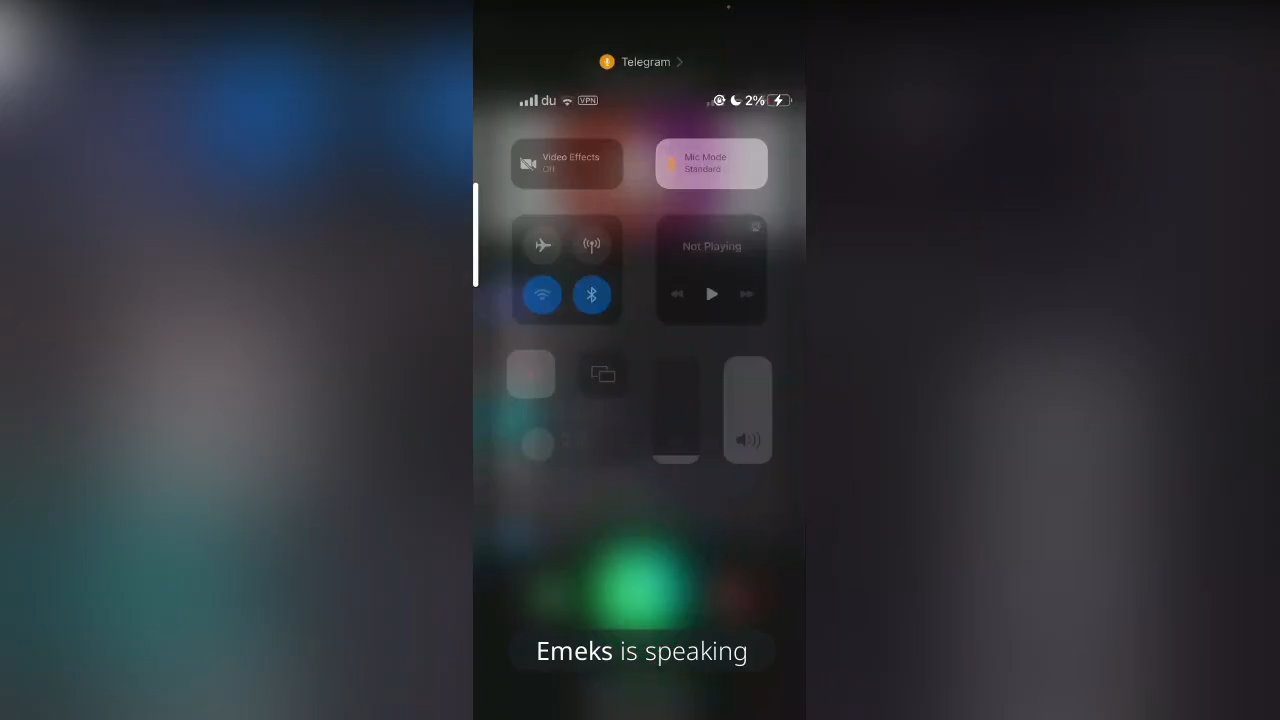 Telegram
du VPN 2%
Video Effects
Off
Mic Mode
Standard
Not Playing
Emeks is speaking